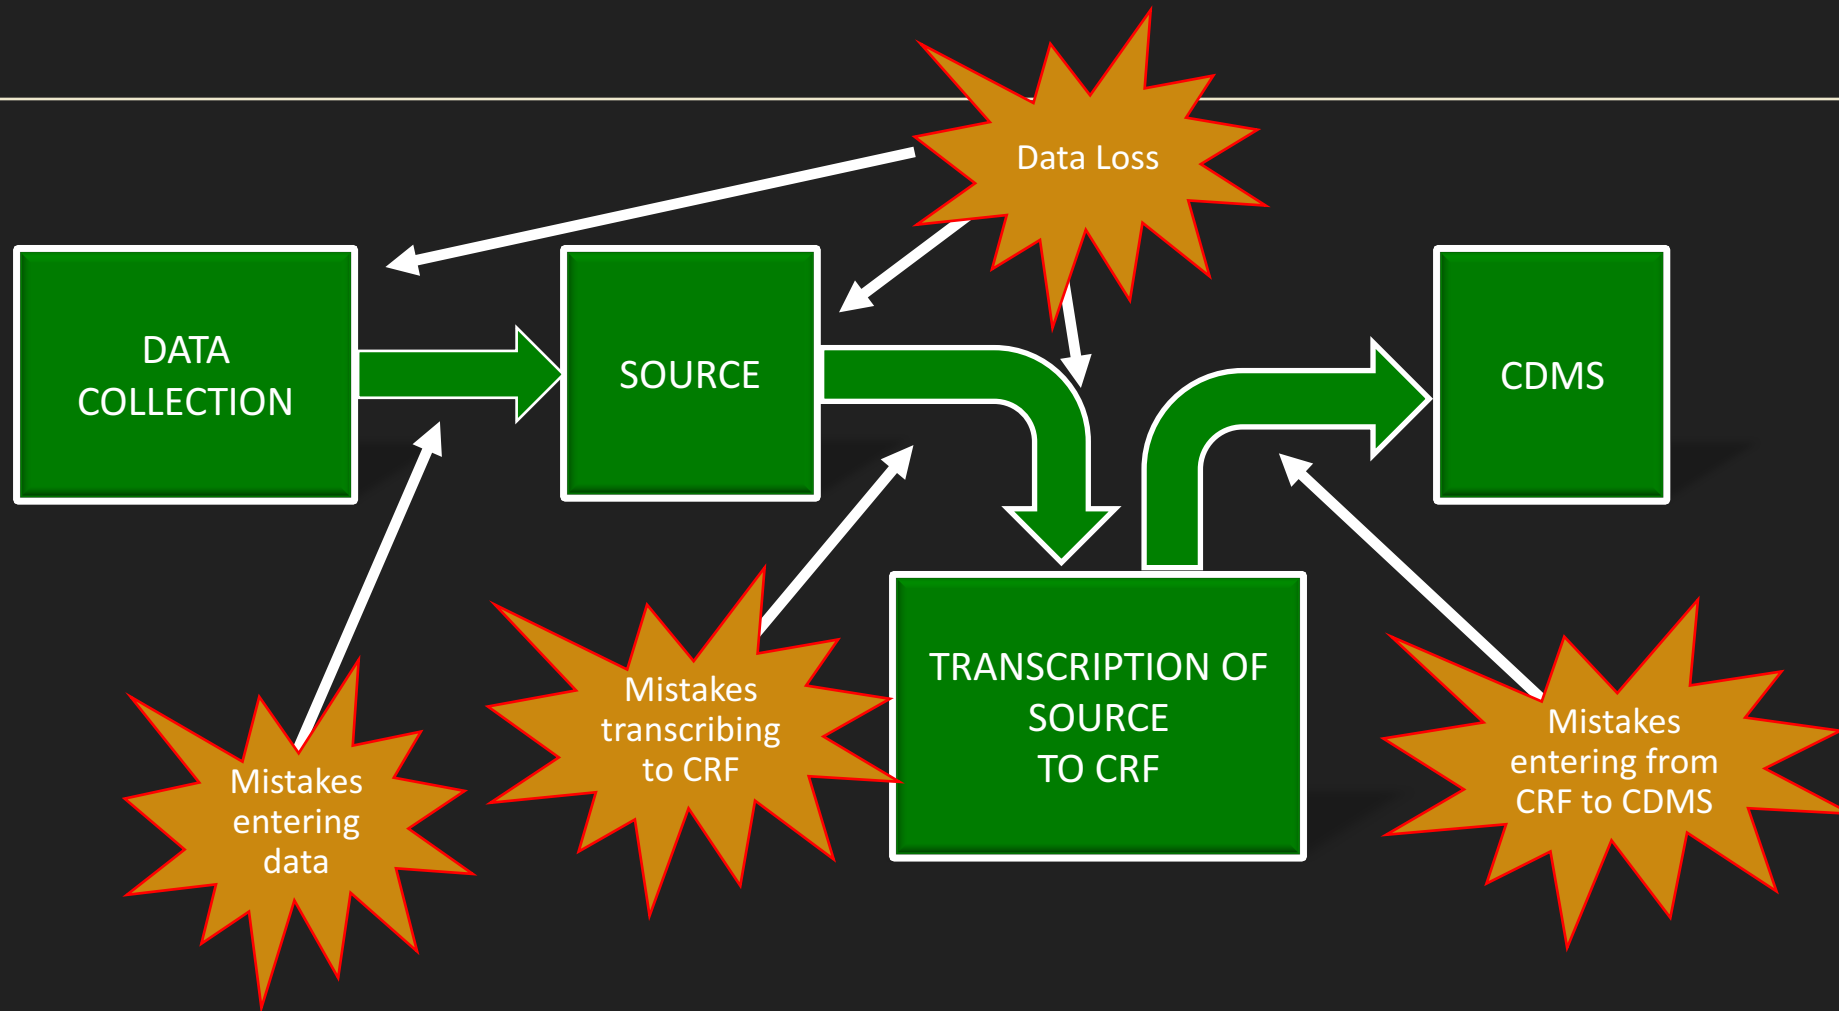 Data Loss
DATA
COLLECTION
SOURCE
CDMS
TRANSCRIPTION OF
SOURCE
TO CRF
Mistakes
entering
data
Mistakes
transcribing
to CRF
Mistakes
entering from
CRF to CDMS